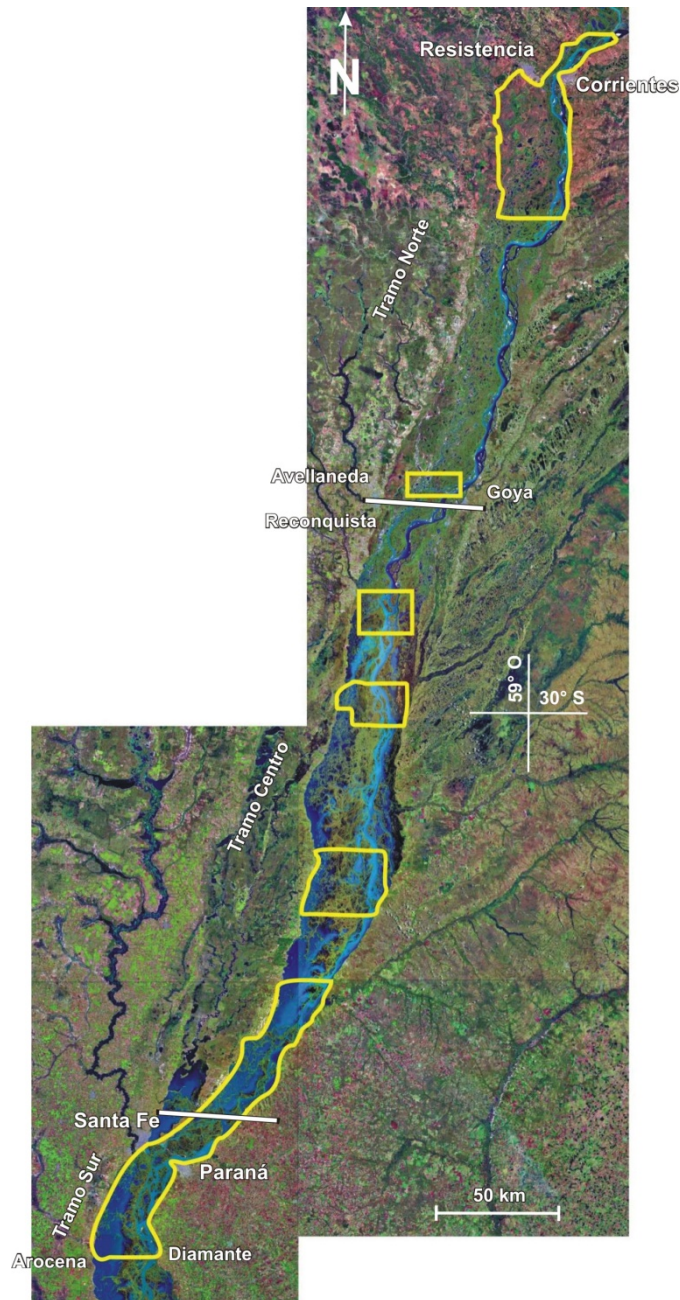 Resistencia
N
Corrientes
Tramo Norte
Avellaneda
Goya
Reconquista
59° O
30° S
Tramo Centro
Santa Fe
Paraná
Tramo Sur
50 km
Arocena
Diamante